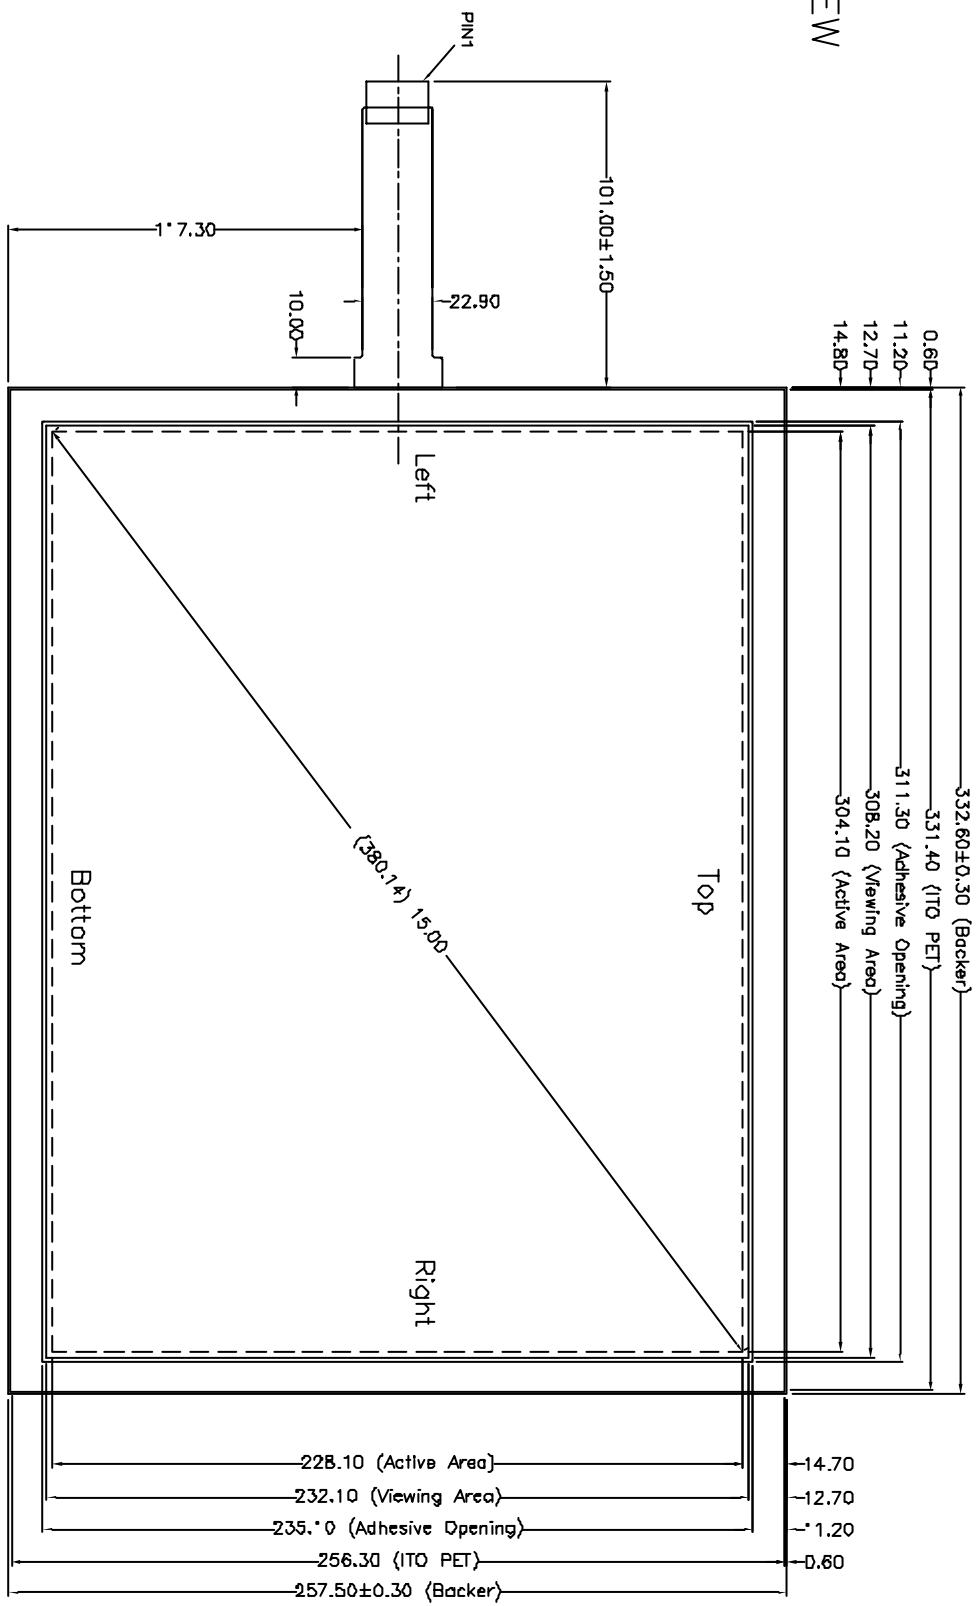 EW
PIN1
101.00±1.50
22.90
10.00
0.60
11.20
12.70
14.80
332.60±0.30 (Backer)
331.40 (ITO PET)
311.30 (Adhesive Opening)
308.20 (Viewing Area)
304.10 (Active Area)
Left
Top
(380.14) 15.00
Bottom
Right
228.10 (Active Area)
14.70
232.10 (Viewing Area)
12.70
(Adhesive Opening)
256.30 (ITO PET)
0.60
257.50±0.30 (Backer)